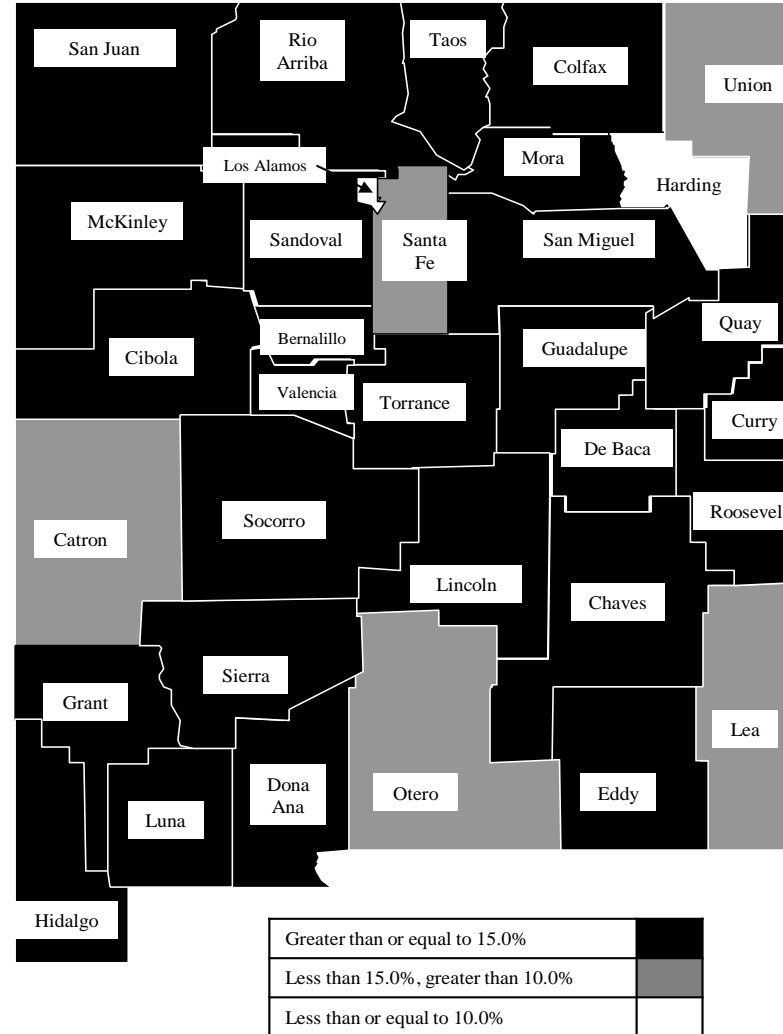 San Juan
Rio
Arriba
Taos
Colfax
Union
Los Alamos
Mora
Harding
McKinley
Sandoval
Santa
Fe
San Miguel
Quay
Bernalillo
Guadalupe
Cibola
Valencia
Torrance
Curry
De Baca
Socorro
Roosevel
Catron
Lincoln
Chaves
Sierra
Grant
Lea
Dona
Ana
Otero
Eddy
Luna
Hidalgo
Greater than or equal to 15.0%
Less than 15.0%, greater than 10.0%
Less than or equal to 10.0%